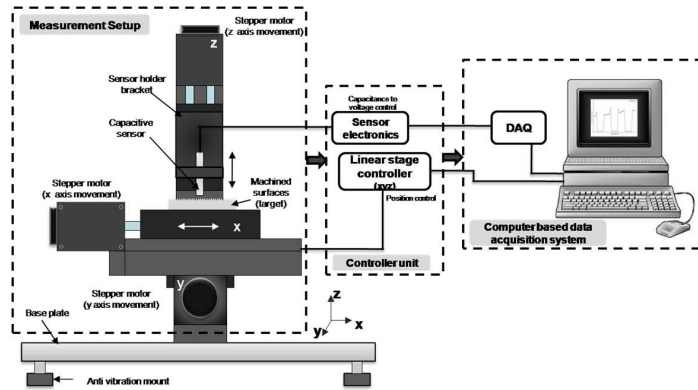 Measurement Setup
Stepper motor
(z axis movement)
z
Sensor holder
bracket
Capacitive
sensor
Stepper motor
(x axis movement)
Machined surfaces
(target)
x
Stepper motor
(y axis movement)
y
Base plate
Anti vibration mount
z
y
x
Capacitance to
voltage control
Sensor
electronics
Linear stage
controller
(xyz)
Position control
Controller unit
DAQ
Computer based data
acquisition system